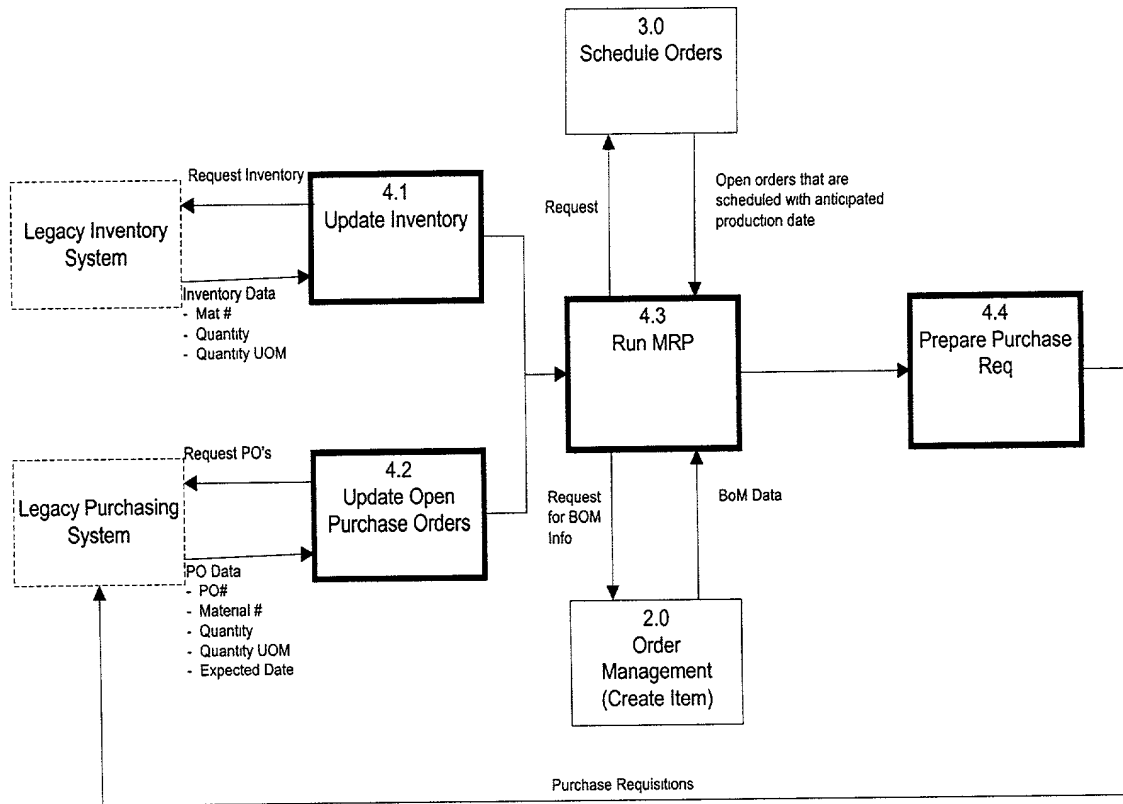 3.0
Schedule Orders
Request Inventory
4.1
Update Inventory
Legacy Inventory
System
Request
Open orders that are
scheduled with anticipated
production date
Inventory Data
- Mat #
- Quantity
- Quantity UOM
4.3
Run MRP
4.4
Prepare Purchase
Req
Request PO's
4.2
Update Open
Purchase Orders
Legacy Purchasing
System
Request
for BOM
Info
BoM Data
PO Data
- PO#
- Material #
- Quantity
- Quantity UOM
- Expected Date
2.0
Order
Management
(Create Item)
Purchase Requisitions